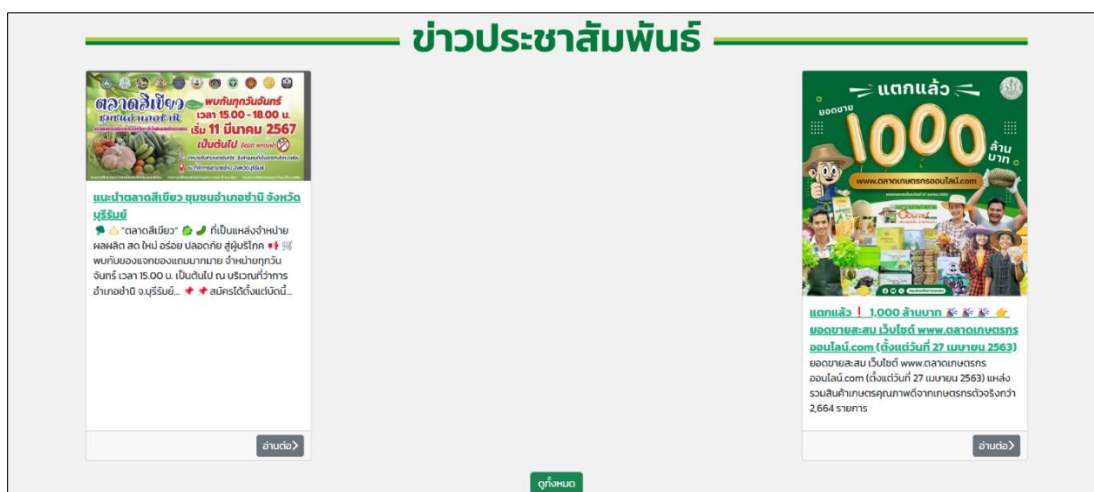 ข่าวประชาสัมพันธ์
ตลาดสีเขียว
ชุมชนอำเภอชำนิ
พบกันทุกวันจันทร์
เวลา 15.00 - 18.00 น.
เริ่ม 11 มีนาคม 2567
เป็นต้นไป
แนะนำตลาดสีเขียว ชุมชนอำเภอชำนิ จังหวัด
บุรีรัมย์
"ตลาดสีเขียว" ที่เป็นแหล่งจำหน่าย
ผลผลิต สด ใหม่ อร่อย ปลอดภัย สู่ผู้บริโภค
พบกับของแจกของแถมมากมาย จำหน่ายทุกวัน
จันทร์ เวลา 15.00 น. เป็นต้นไป ณ บริเวณที่ว่าการ
อำเภอชำนิ จ.บุรีรัมย์... 📌 📌 สมัครได้ตั้งแต่บัดนี้...
อ่านต่อ
แตกแล้ว
ยอดขาย
1000
ล้าน
บาท
www.ตลาดเกษตรกรออนไลน์.com
แตกแล้ว❗ 1,000 ล้านบาท 🎉 🎉 🎉 👉
ยอดขายสะสม เว็บไซต์ www.ตลาดเกษตรกร
ออนไลน์.com (ตั้งแต่วันที่ 27 เมษายน 2563)
ยอดขายสะสม เว็บไซต์ www.ตลาดเกษตรกร
ออนไลน์.com (ตั้งแต่วันที่ 27 เมษายน 2563) แหล่ง
รวมสินค้าเกษตรคุณภาพดีจากเกษตรกรตัวจริงกว่า
2,664 รายการ
อ่านต่อ
ดูทั้งหมด